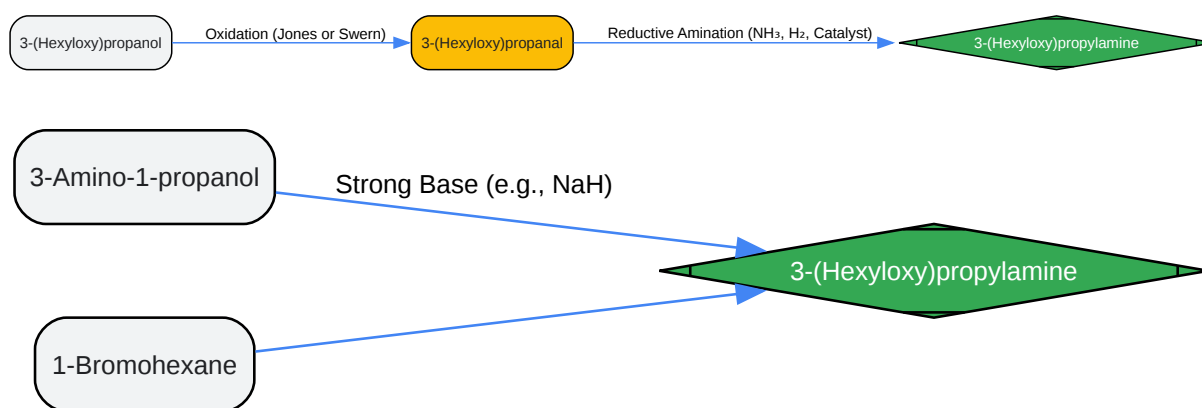 3-(Hexyloxy)propanol
Oxidation (Jones or Swern)
3-(Hexyloxy)propanal
Reductive Amination (NH₃, H₂, Catalyst)
3-(Hexyloxy)propylamine
3-Amino-1-propanol
Strong Base (e.g., NaH)
3-(Hexyloxy)propylamine
1-Bromohexane